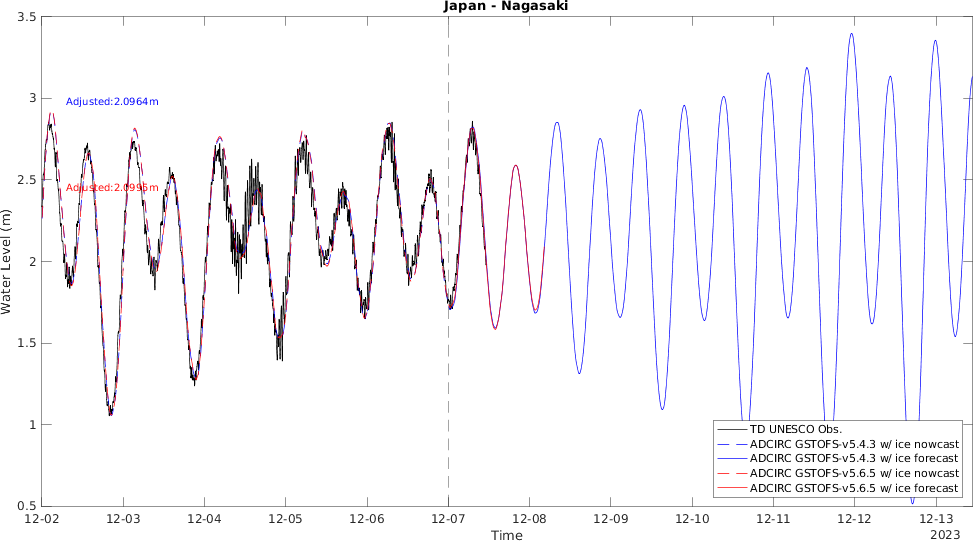 Japan - Nagasaki
3.5
3
2.5
2
1.5
1
0.5
Water Level (m)
Adjusted:2.0964m
Adjusted:2.0995m
TD UNESCO Obs.
ADCIRC GSTOFS-v5.4.3 w/ ice nowcast
ADCIRC GSTOFS-v5.4.3 w/ ice forecast
ADCIRC GSTOFS-v5.6.5 w/ ice nowcast
ADCIRC GSTOFS-v5.6.5 w/ ice forecast
12-02 12-03 12-04 12-05 12-06 12-07 12-08 12-09 12-10 12-11 12-12 12-13
Time
2023